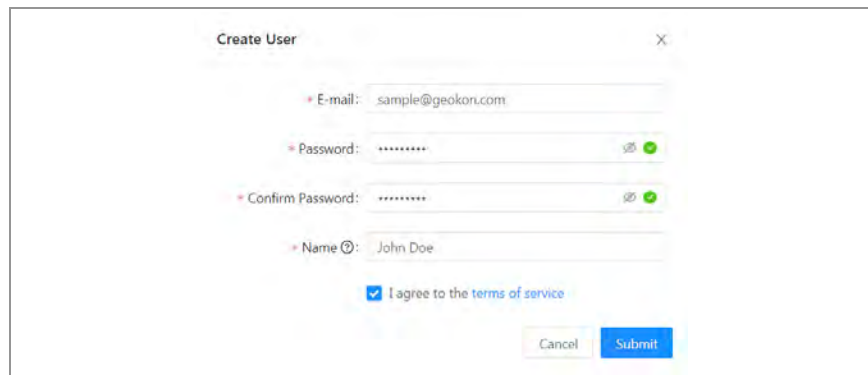 Create User
* E-mail: sample@geokon.com
* Password: •••••••••
* Confirm Password: •••••••••
* Name ?: John Doe
I agree to the terms of service
Cancel Submit